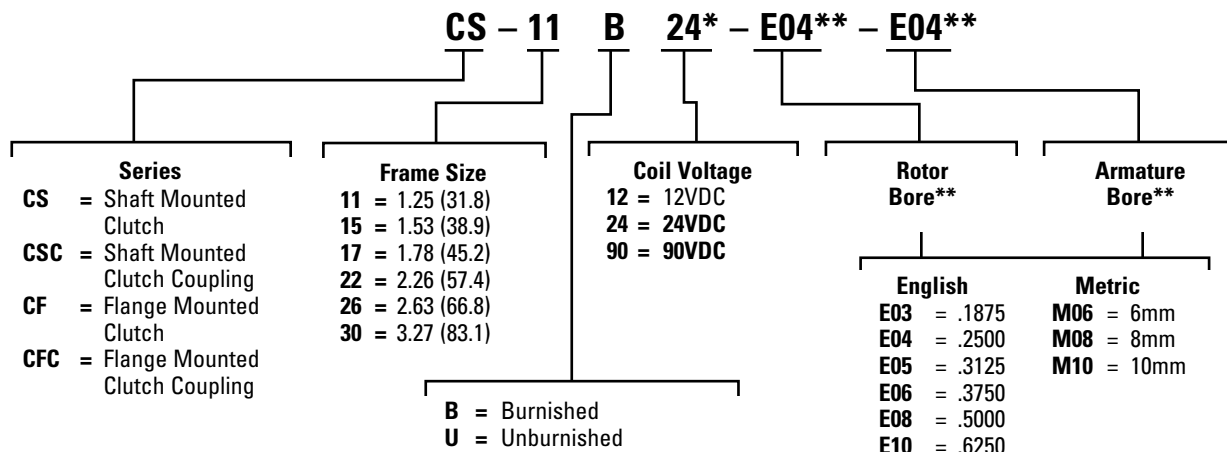 CS – 11 B 24* – E04** – E04**
Series
CS = Shaft Mounted
Clutch
CSC = Shaft Mounted
Clutch Coupling
CF = Flange Mounted
Clutch
CFC = Flange Mounted
Clutch Coupling
Frame Size
11 = 1.25 (31.8)
15 = 1.53 (38.9)
17 = 1.78 (45.2)
22 = 2.26 (57.4)
26 = 2.63 (66.8)
30 = 3.27 (83.1)
B = Burnished
U = Unburnished
Coil Voltage
12 = 12VDC
24 = 24VDC
90 = 90VDC
Rotor
Bore**
Armature
Bore**
English
E03 = .1875
E04 = .2500
E05 = .3125
E06 = .3750
E08 = .5000
E10 = .6250
Metric
M06 = 6mm
M08 = 8mm
M10 = 10mm